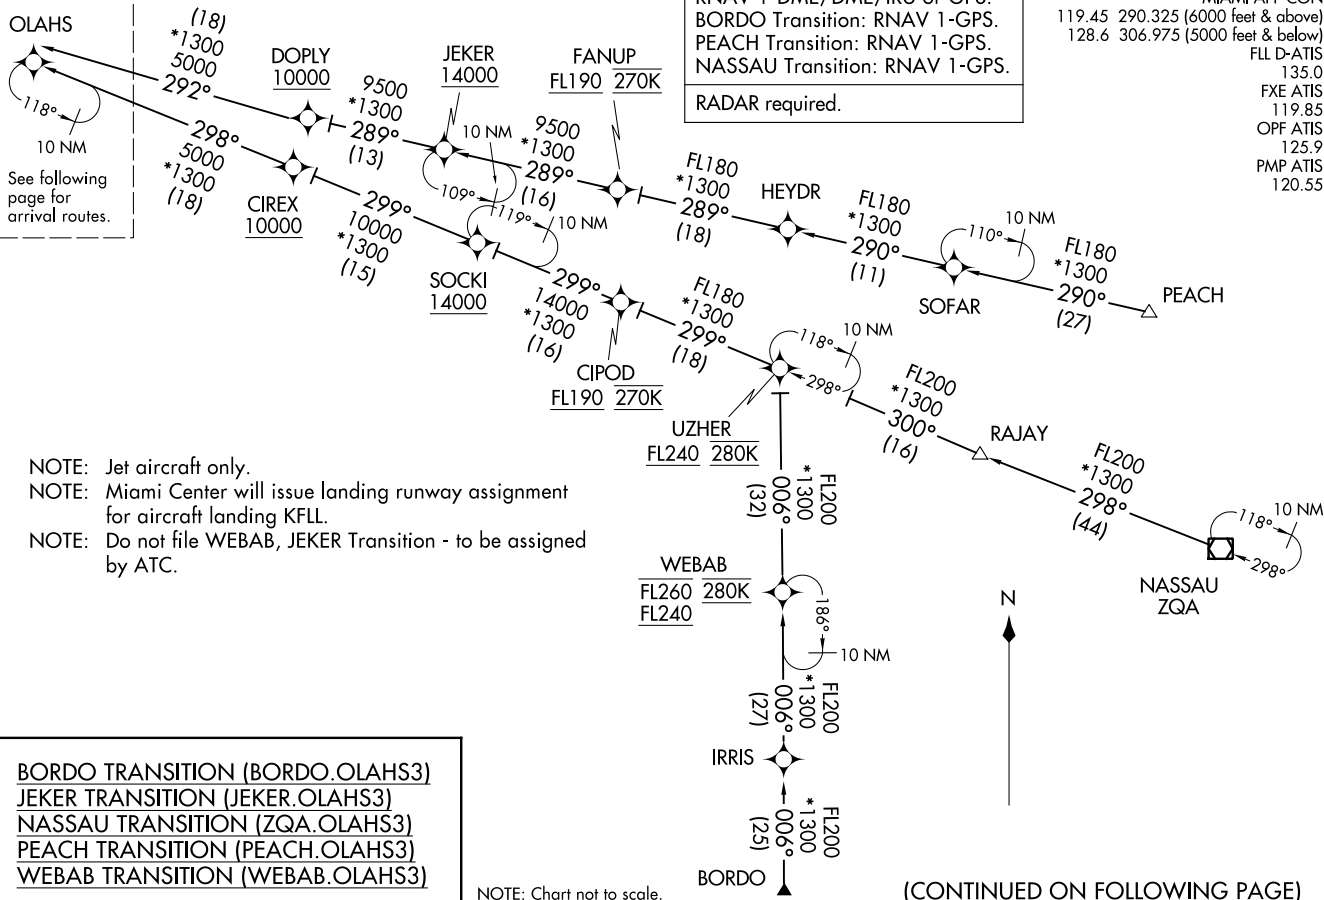 RNAV 1-DME/DME/IRU or GPS.
BORDO Transition: RNAV 1-GPS.
PEACH Transition: RNAV 1-GPS.
NASSAU Transition: RNAV 1-GPS.
RADAR required.
MIAMI APP CON
119.45 290.325 (6000 feet & above)
128.6 306.975 (5000 feet & below)
FLL D-ATIS
135.0
FXE ATIS
119.85
OPF ATIS
125.9
PMP ATIS
120.55
OLAHS
118°
10 NM
See following
page for
arrival routes.
(18)
*1300
5000
292°
DOPLY
10000
9500
*1300
289°
(13)
JEKER
14000
10 NM
109°
9500
*1300
289°
(16)
FANUP
FL190 270K
FL180
*1300
289°
(18)
HEYDR
FL180
*1300
290°
(11)
SOFAR
110°
10 NM
FL180
*1300
290°
(27)
PEACH
298°
5000
*1300
(18)
CIREX
10000
299°
10000
*1300
(15)
SOCKI
14000
119°
10 NM
299°
14000
*1300
(16)
CIPOD
FL190 270K
FL180
*1300
299°
(18)
UZHER
FL240 280K
118°
10 NM
298°
FL200
*1300
300°
(16)
RAJAY
FL200
*1300
298°
(44)
118°
10 NM
298°
NASSAU
ZQA
NOTE: Jet aircraft only.
NOTE: Miami Center will issue landing runway assignment
for aircraft landing KFLL.
NOTE: Do not file WEBAB, JEKER Transition - to be assigned
by ATC.
FL200
*1300
006°
(32)
WEBAB
FL260 280K
FL240
186°
10 NM
FL200
*1300
006°
(27)
IRRIS
FL200
*1300
006°
(25)
BORDO
N
BORDO TRANSITION (BORDO.OLAHS3)
JEKER TRANSITION (JEKER.OLAHS3)
NASSAU TRANSITION (ZQA.OLAHS3)
PEACH TRANSITION (PEACH.OLAHS3)
WEBAB TRANSITION (WEBAB.OLAHS3)
NOTE: Chart not to scale.
(CONTINUED ON FOLLOWING PAGE)